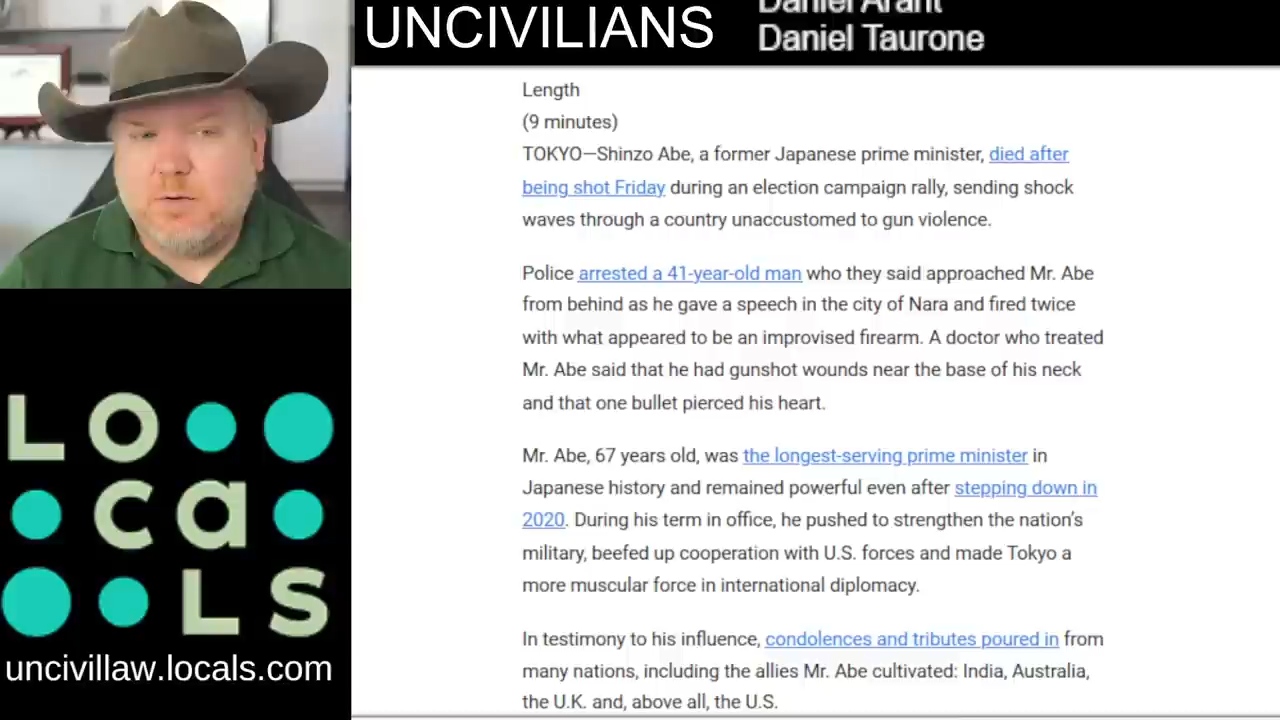 UNCIVILIANS
Daniel Arant
Daniel Taurone
Length
(9 minutes)
TOKYO—Shinzo Abe, a former Japanese prime minister, died after
being shot Friday during an election campaign rally, sending shock
waves through a country unaccustomed to gun violence.
Police arrested a 41-year-old man who they said approached Mr. Abe
from behind as he gave a speech in the city of Nara and fired twice
with what appeared to be an improvised firearm. A doctor who treated
Mr. Abe said that he had gunshot wounds near the base of his neck
and that one bullet pierced his heart.
Mr. Abe, 67 years old, was the longest-serving prime minister in
Japanese history and remained powerful even after stepping down in
2020. During his term in office, he pushed to strengthen the nation's
military, beefed up cooperation with U.S. forces and made Tokyo a
more muscular force in international diplomacy.
In testimony to his influence, condolences and tributes poured in from
many nations, including the allies Mr. Abe cultivated: India, Australia,
the U.K. and, above all, the U.S.
LO
ca
LS
uncivillaw.locals.com